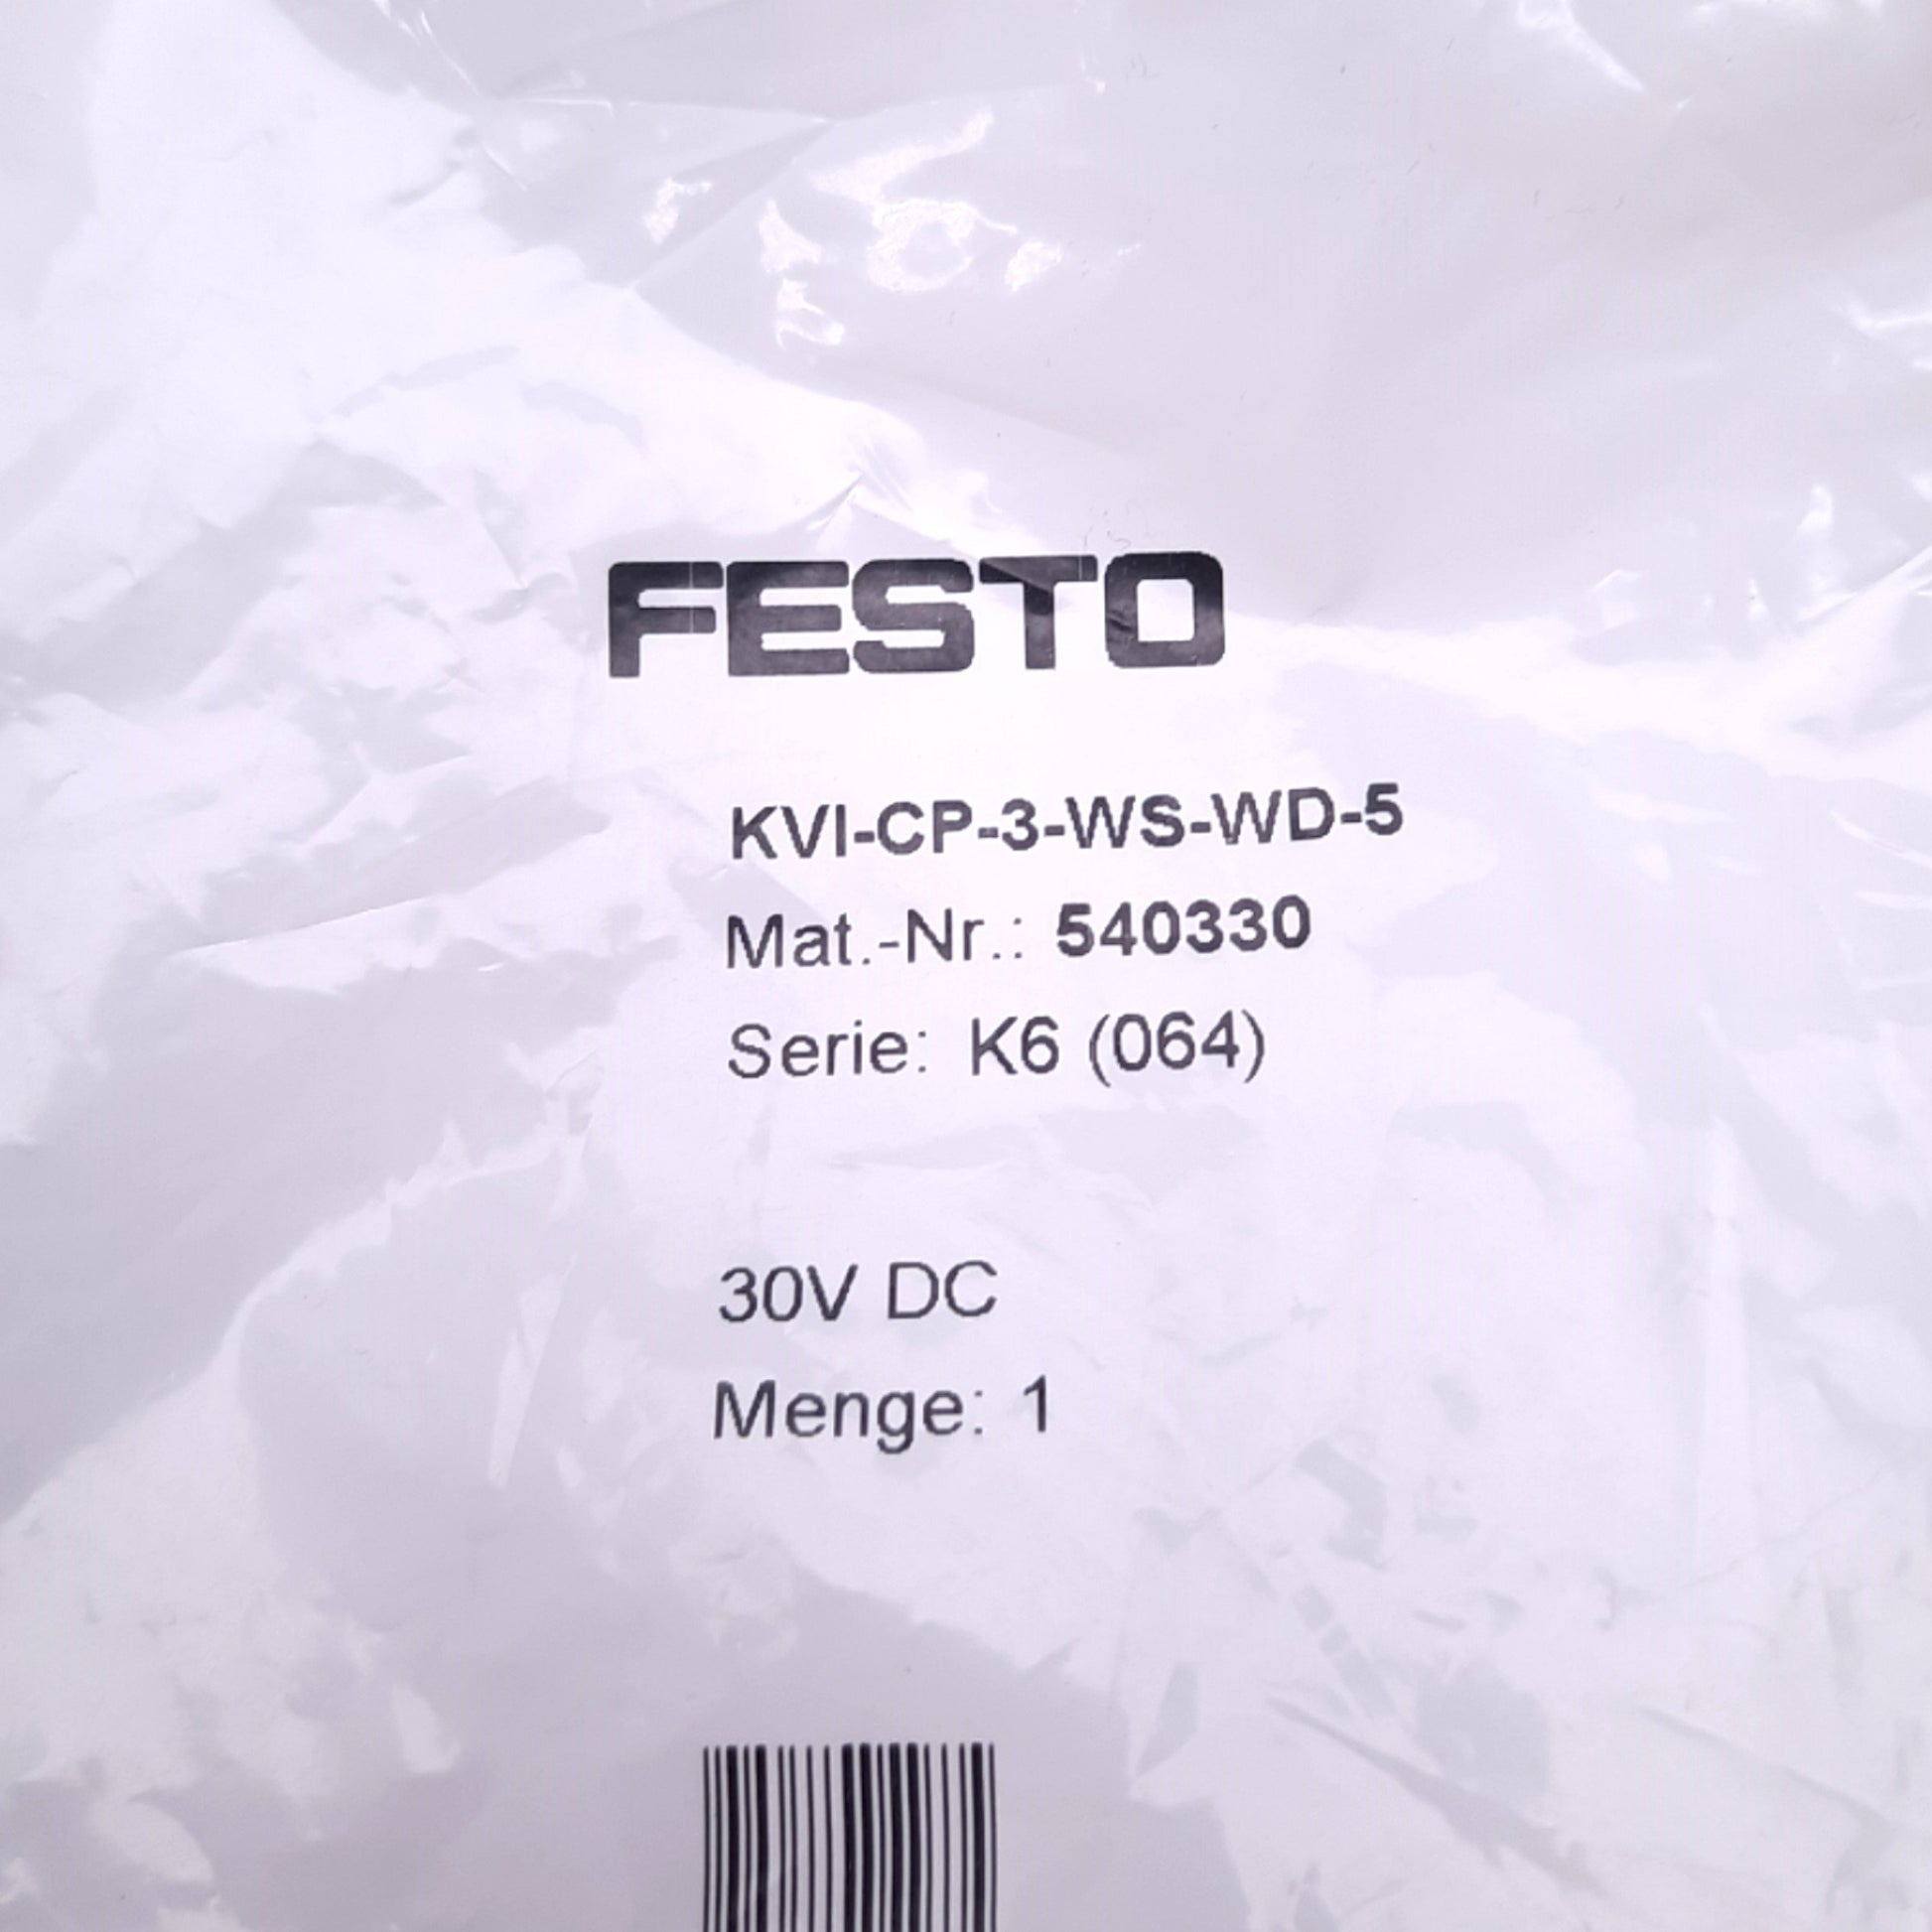 FESTO
KVI-CP-3-WS-WD-5
Mat.-Nr.: 540330
Serie: K6 (064)
30V DC
Menge: 1